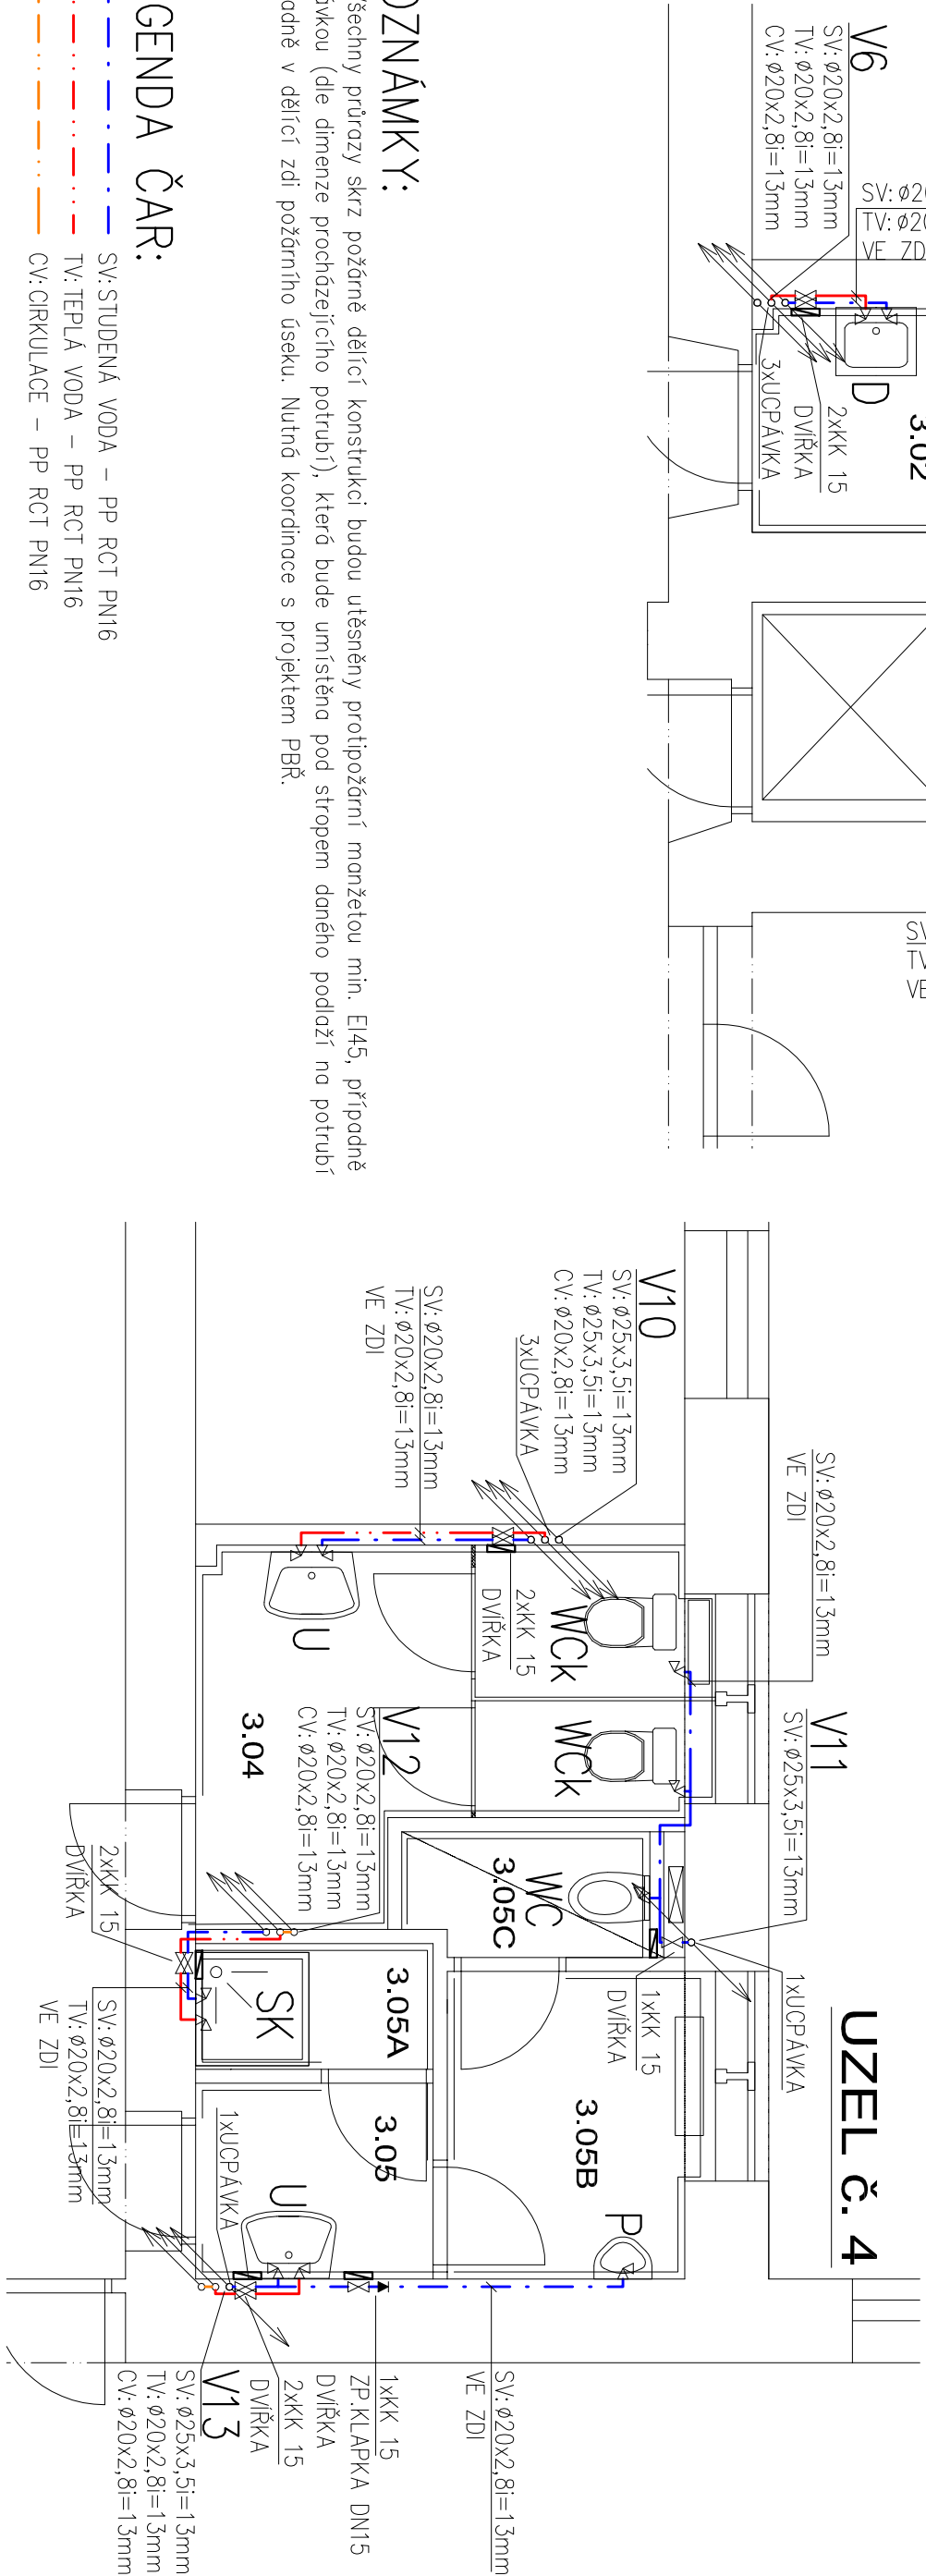 V6
SV: ø20x2,8i=13mm
TV: ø20x2,8i=13mm
CV: ø20x2,8i=13mm
TV: ø20
3xUCPÁVKA
2xKK 15
DVÍŘKA
D
3.02
OZNÁMKY:
všechny průrazy skrz požárně dělící konstrukci budou utěsněny protipožární manžetou min. EI45, případně
ávkou (dle dimenze procházejícího potrubí), která bude umístěna pod stropem daného podlaží na potrubí
adně v dělící zdi požárního úseku. Nutná koordinace s projektem PBŘ.
GENDA ČAR:
SV: STUDENÁ VODA – PP RCT PN16
TV: TEPLÁ VODA – PP RCT PN16
CV: CIRKULACE – PP RCT PN16
UZEL č. 4
V10
SV: ø25x3,5i=13mm
TV: ø25x3,5i=13mm
CV: ø20x2,8i=13mm
3xUCPÁVKA
SV: ø20x2,8i=13mm
TV: ø20x2,8i=13mm
VE ZDI
SV: ø20x2,8i=13mm
VE ZDI
V11
SV: ø25x3,5i=13mm
1xUCPÁVKA
1xKK 15
DVÍŘKA
2xKK 15
DVÍŘKA
WCk
WCk
WC
3.05C
U
3.04
V12
SV: ø20x2,8i=13mm
TV: ø20x2,8i=13mm
CV: ø20x2,8i=13mm
2xKK 15
DVÍŘKA
SK
3.05A
SV: ø20x2,8i=13mm
TV: ø20x2,8i=13mm
VE ZDI
3.05
3.05B
P
U
1xUCPÁVKA
SV: ø20x2,8i=13mm
VE ZDI
1xKK 15
ZP.KLAPKA DN15
DVÍŘKA
2xKK 15
DVÍŘKA
V13
SV: ø25x3,5i=13mm
TV: ø20x2,8i=13mm
CV: ø20x2,8i=13mm